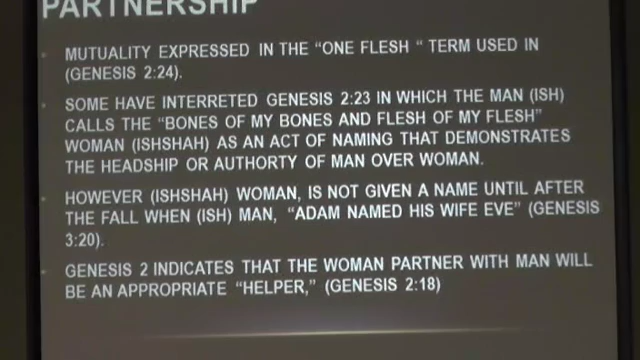 PARTNERSHIP
MUTUALITY EXPRESSED IN THE "ONE FLESH " TERM USED IN
(GENESIS 2:24).
SOME HAVE INTERRETED GENESIS 2:23 IN WHICH THE MAN (ISH)
CALLS THE "BONES OF MY BONES AND FLESH OF MY FLESH"
WOMAN (ISHSHAH) AS AN ACT OF NAMING THAT DEMONSTRATES
THE HEADSHIP OR AUTHORTY OF MAN OVER WOMAN.
HOWEVER (ISHSHAH) WOMAN, IS NOT GIVEN A NAME UNTIL AFTER
THE FALL WHEN (ISH) MAN, "ADAM NAMED HIS WIFE EVE" (GENESIS
3:20).
GENESIS 2 INDICATES THAT THE WOMAN PARTNER WITH MAN WILL
BE AN APPROPRIATE "HELPER," (GENESIS 2:18)